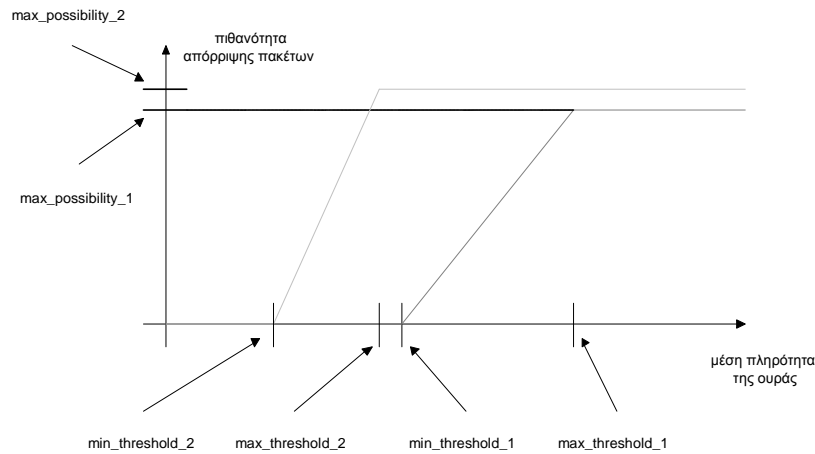 max_possibility_2
πιθανότητα
απόρριψης πακέτων
max_possibility_1
μέση πληρότητα
της ουράς
min_threshold_2
max_threshold_2
min_threshold_1
max_threshold_1